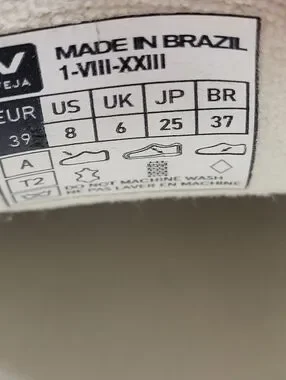 MADE IN BRAZIL
VEJA
1-VIII-XXIII
EUR US UK JP BR
39 8 6 25 37
A
T2
DO NOT MACHINE WASH
NE PAS LAVER EN MACHINE